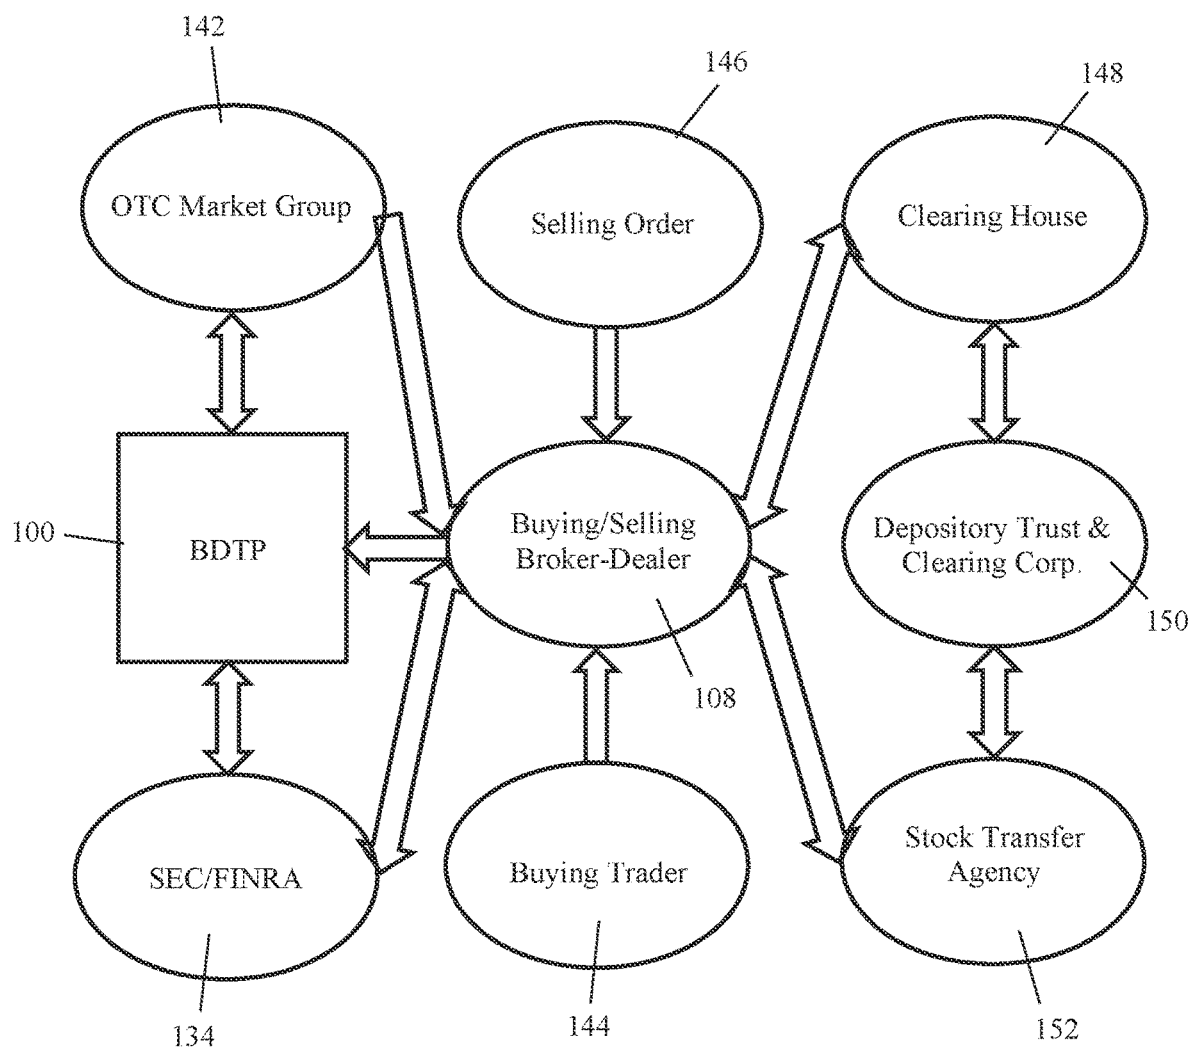 142
146
148
OTC Market Group
Selling Order
Clearing House
100
BDTP
Buying/Selling
Broker-Dealer
Depository Trust &
Clearing Corp.
150
108
SEC/FINRA
Buying Trader
Stock Transfer
Agency
134
144
152